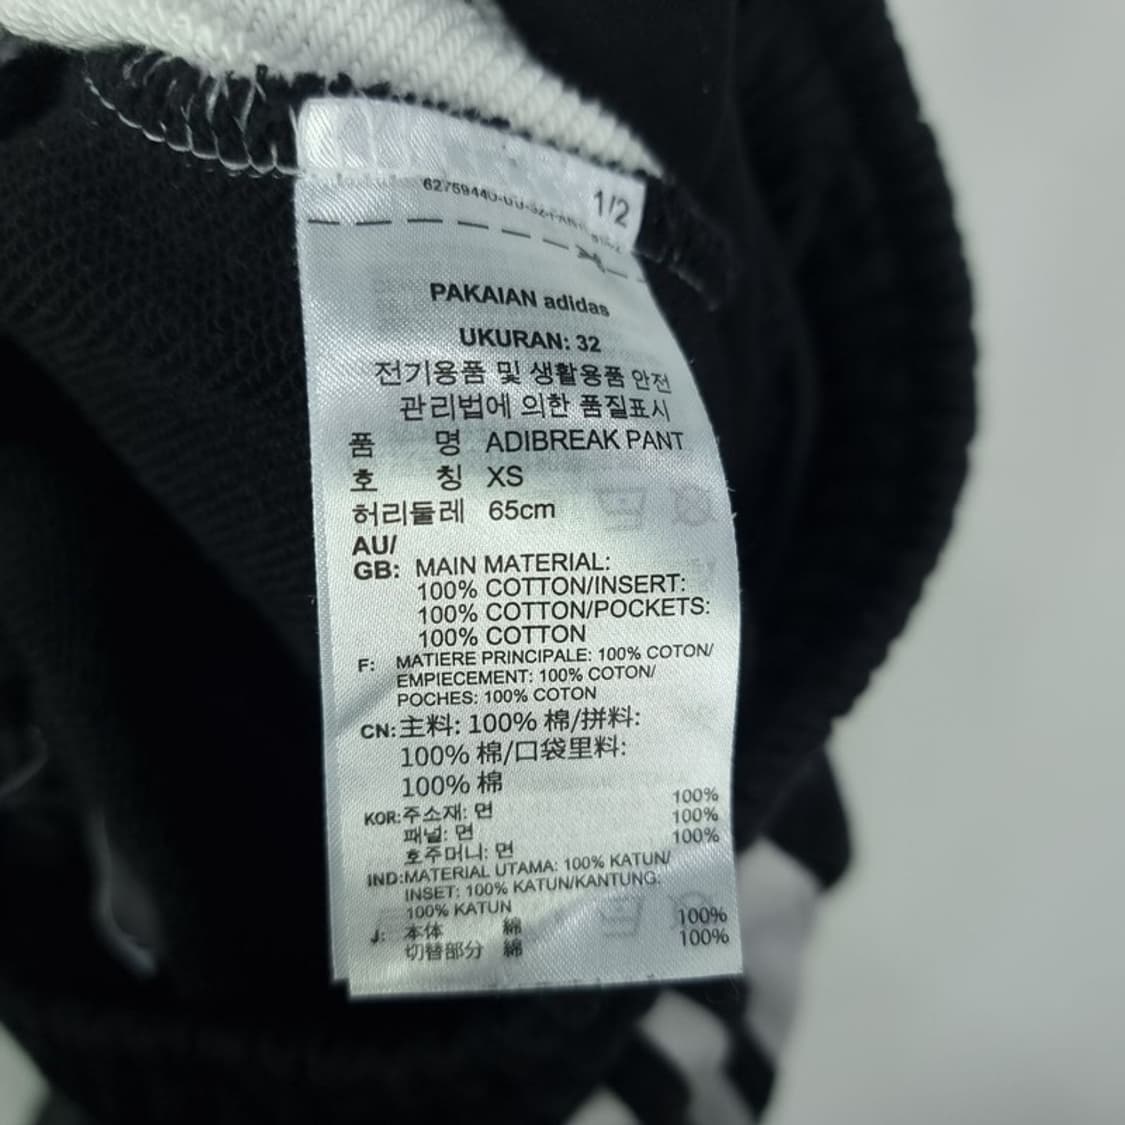 1/2
PAKAIAN adidas
UKURAN: 32
전기용품 및 생활용품 안전
관리법에 의한 품질표시
품 명 ADIBREAK PANT
호 칭 XS
허리둘레 65cm
AU/
GB: MAIN MATERIAL:
100% COTTON/INSERT:
100% COTTON/POCKETS:
100% COTTON
F: MATIERE PRINCIPALE: 100% COTON/
EMPIECEMENT: 100% COTON/
POCHES: 100% COTON
CN: 主料: 100% 棉/拼料:
100% 棉/口袋里料:
100% 棉
KOR: 주소재: 면 100%
패널: 면 100%
호주머니: 면 100%
IND: MATERIAL UTAMA: 100% KATUN/
INSET: 100% KATUN/KANTUNG:
100% KATUN
J: 本体 綿 100%
切替部分 綿 100%